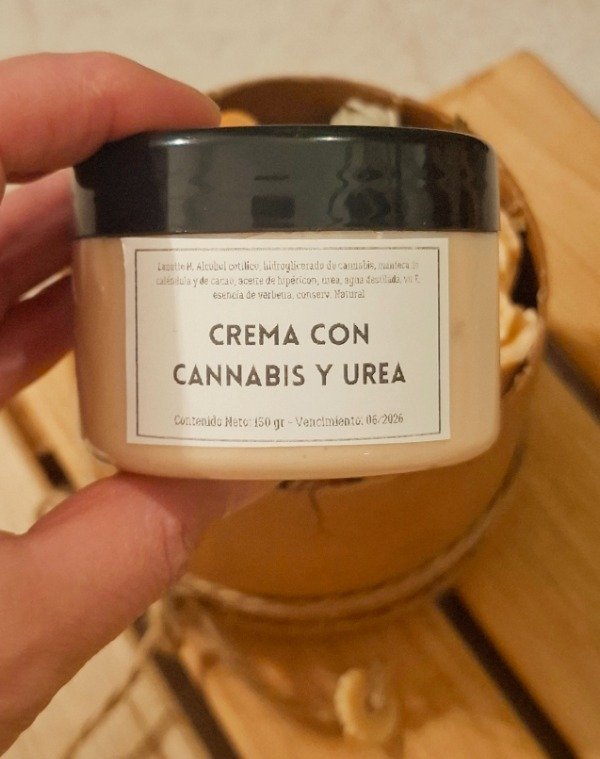 Lanette N, Alcohol cetílico, hidroglicerado de cannabis, manteca de
caléndula y de cacao, aceite de hipéricon, urea, agua destilada, vit E,
esencia de verbena, conserv. Natural
CREMA CON
CANNABIS Y UREA
Contenido Neto: 150 gr - Vencimiento: 06/2026